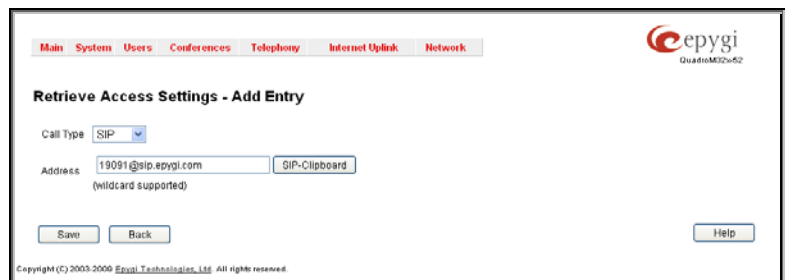 epygi
Main System Users Conferences Telephony Internet Uplink Network
Retrieve Access Settings - Add Entry
Call Type SIP
Address 19091@sip.epygi.com SIP-Clipboard
(wildcard supported)
Save Back Help
Copyright (C) 2003-2009 Epygi Technologies, Ltd. All rights reserved.